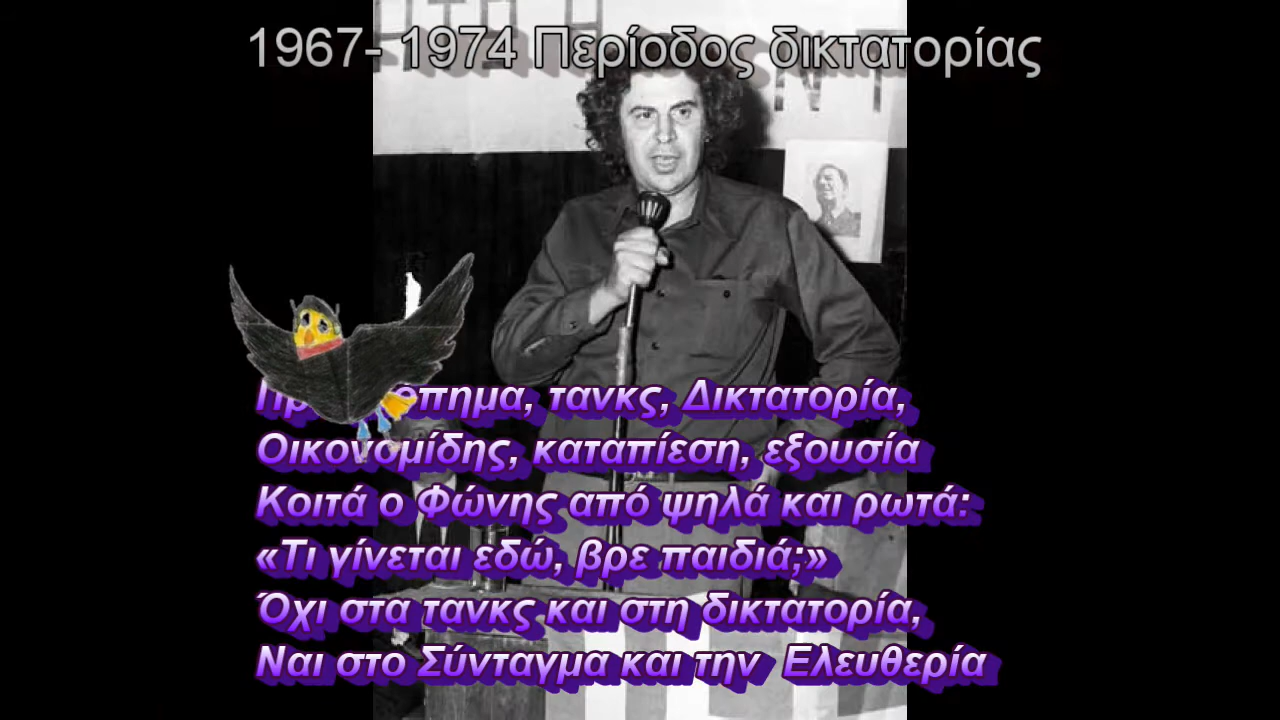 1967- 1974 Περίοδος δικτατορίας
τανκς, Δικτατορία,
Οικονομίδης, καταπίεση, εξουσία
Κοιτά ο Φώνης από ψηλά και ρωτά:
«Τι γίνεται εδώ, βρε παιδιά;»
Όχι στα τανκς και στη δικτατορία,
Ναι στο Σύνταγμα και την Ελευθερία